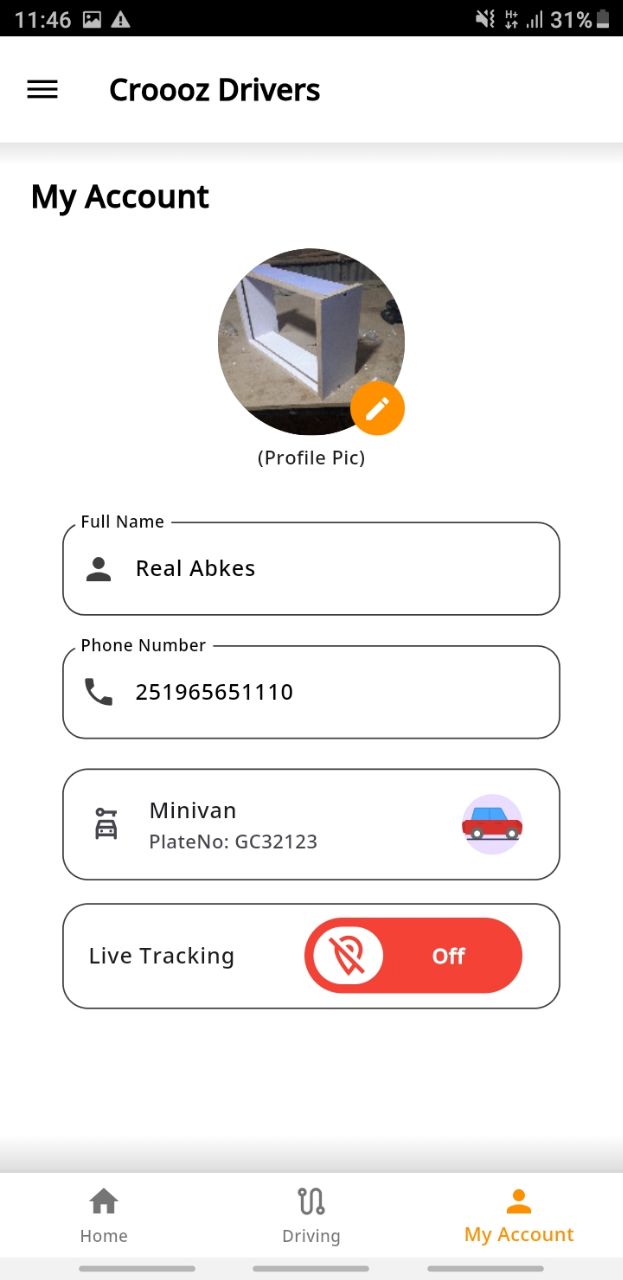 11:46 H+ 31%
Croooz Drivers
My Account
(Profile Pic)
Full Name
Real Abkes
Phone Number
251965651110
Minivan
PlateNo: GC32123
Live Tracking Off
Home Driving My Account